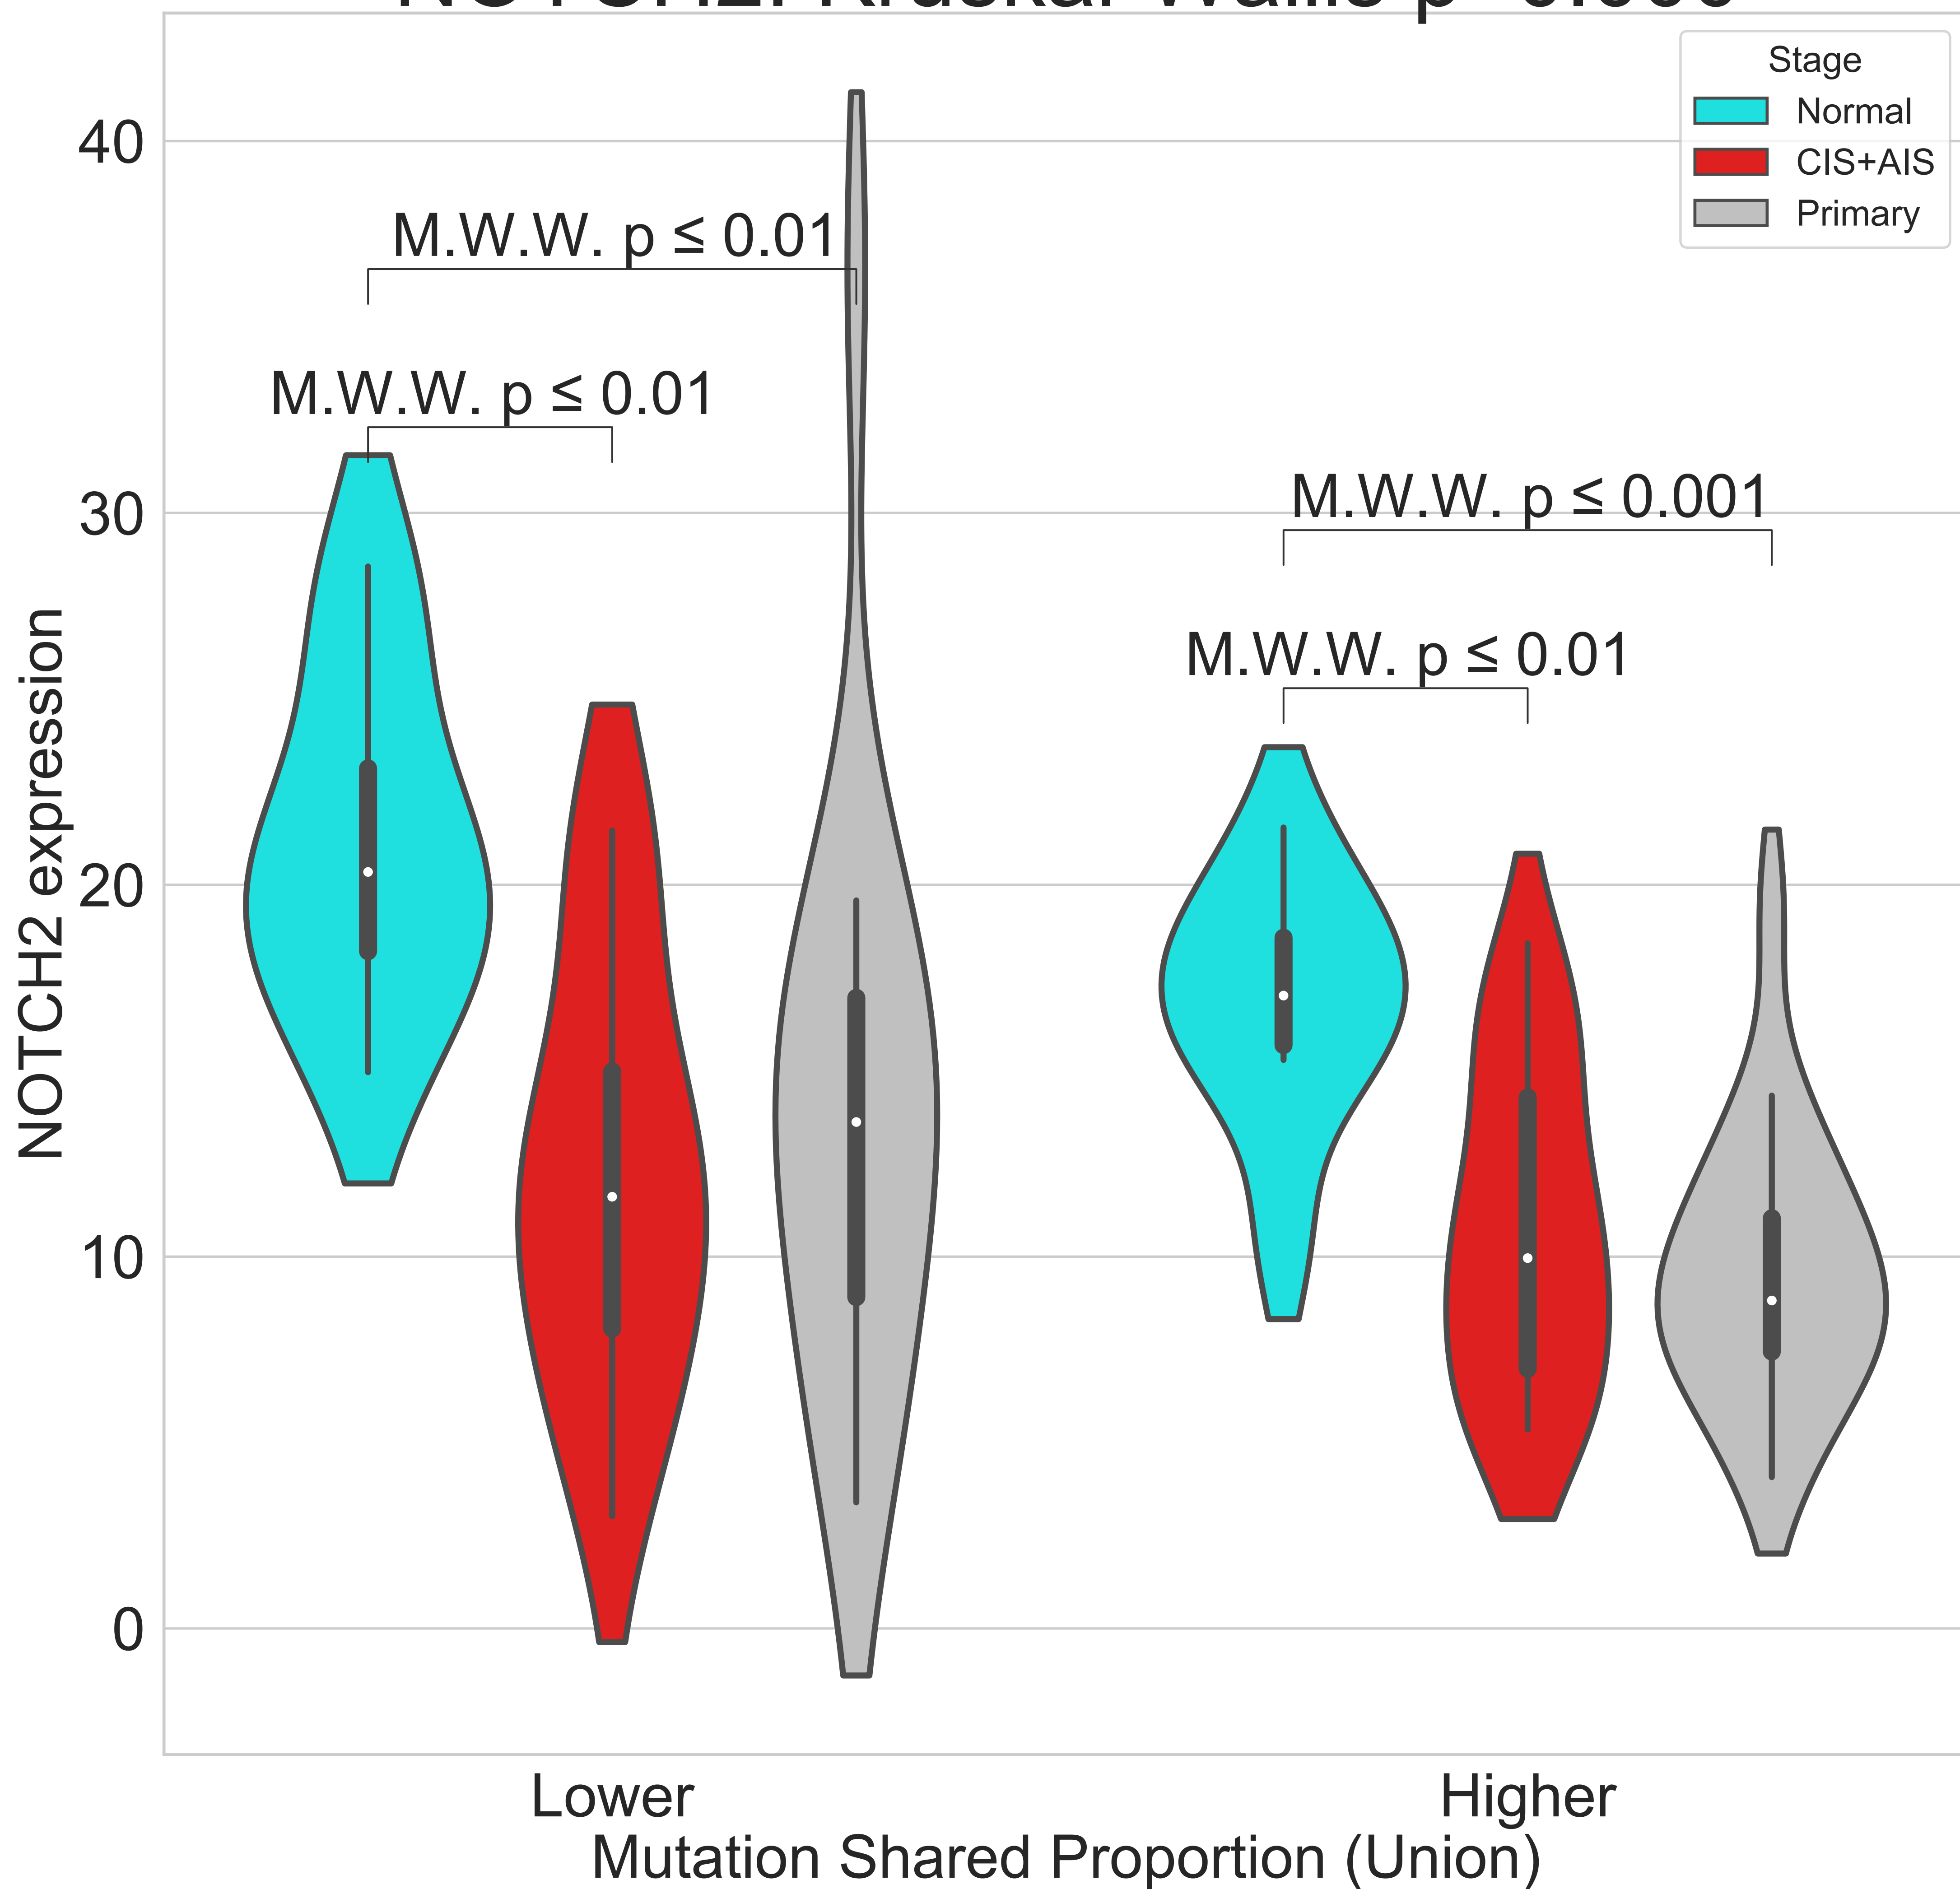 Stage
Normal
CIS+AIS
Primary
40
30
20
10
0
NOTCH2 expression
M.W.W. p ≤ 0.01
M.W.W. p ≤ 0.01
M.W.W. p ≤ 0.001
M.W.W. p ≤ 0.01
Lower
Higher
Mutation Shared Proportion (Union)